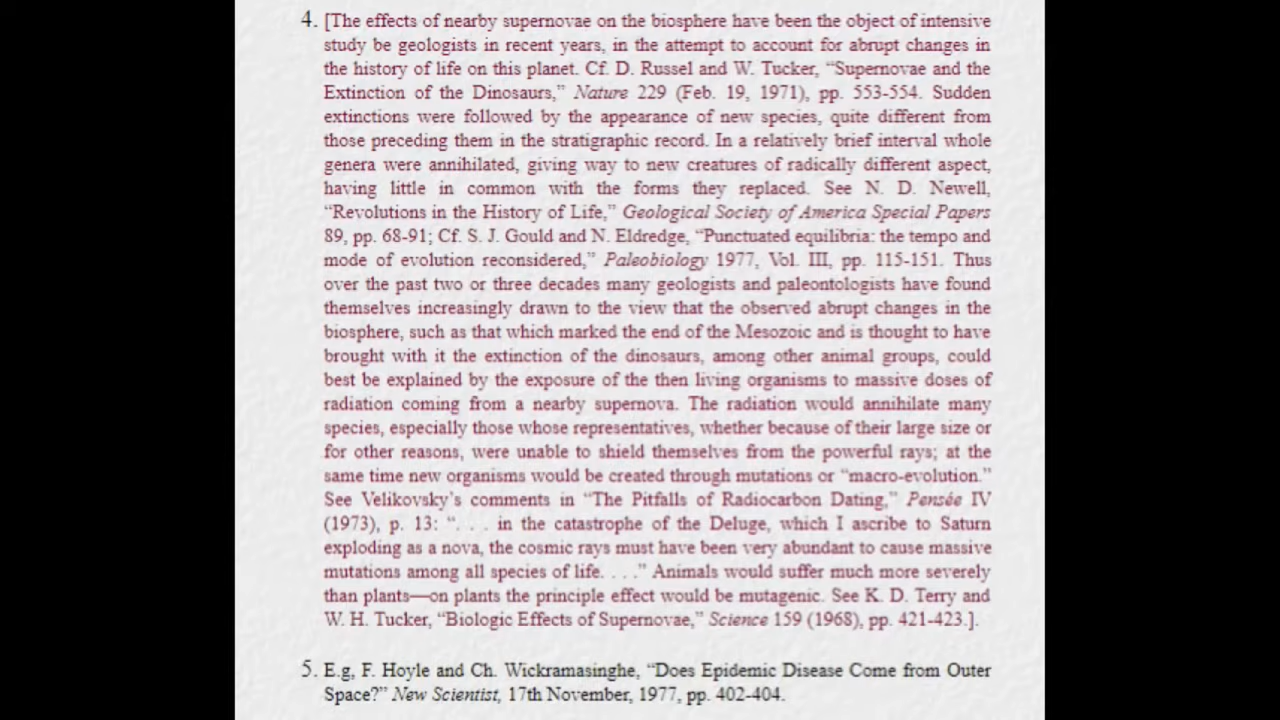 4. [The effects of nearby supernovae on the biosphere have been the object of intensive
study be geologists in recent years, in the attempt to account for abrupt changes in
the history of life on this planet. Cf. D. Russel and W. Tucker, “Supernovae and the
Extinction of the Dinosaurs,” Nature 229 (Feb. 19, 1971), pp. 553-554. Sudden
extinctions were followed by the appearance of new species, quite different from
those preceding them in the stratigraphic record. In a relatively brief interval whole
genera were annihilated, giving way to new creatures of radically different aspect,
having little in common with the forms they replaced. See N. D. Newell,
“Revolutions in the History of Life,” Geological Society of America Special Papers
89, pp. 68-91; Cf. S. J. Gould and N. Eldredge, “Punctuated equilibria: the tempo and
mode of evolution reconsidered,” Paleobiology 1977, Vol. III, pp. 115-151. Thus
over the past two or three decades many geologists and paleontologists have found
themselves increasingly drawn to the view that the observed abrupt changes in the
biosphere, such as that which marked the end of the Mesozoic and is thought to have
brought with it the extinction of the dinosaurs, among other animal groups, could
best be explained by the exposure of the then living organisms to massive doses of
radiation coming from a nearby supernova. The radiation would annihilate many
species, especially those whose representatives, whether because of their large size or
for other reasons, were unable to shield themselves from the powerful rays; at the
same time new organisms would be created through mutations or “macro-evolution.”
See Velikovsky’s comments in “The Pitfalls of Radiocarbon Dating,” Pensée IV
(1973), p. 13: “. . . in the catastrophe of the Deluge, which I ascribe to Saturn
exploding as a nova, the cosmic rays must have been very abundant to cause massive
mutations among all species of life. . . .” Animals would suffer much more severely
than plants—on plants the principle effect would be mutagenic. See K. D. Terry and
W. H. Tucker, “Biologic Effects of Supernovae,” Science 159 (1968), pp. 421-423.].
5. E.g, F. Hoyle and Ch. Wickramasinghe, “Does Epidemic Disease Come from Outer
Space?” New Scientist, 17th November, 1977, pp. 402-404.